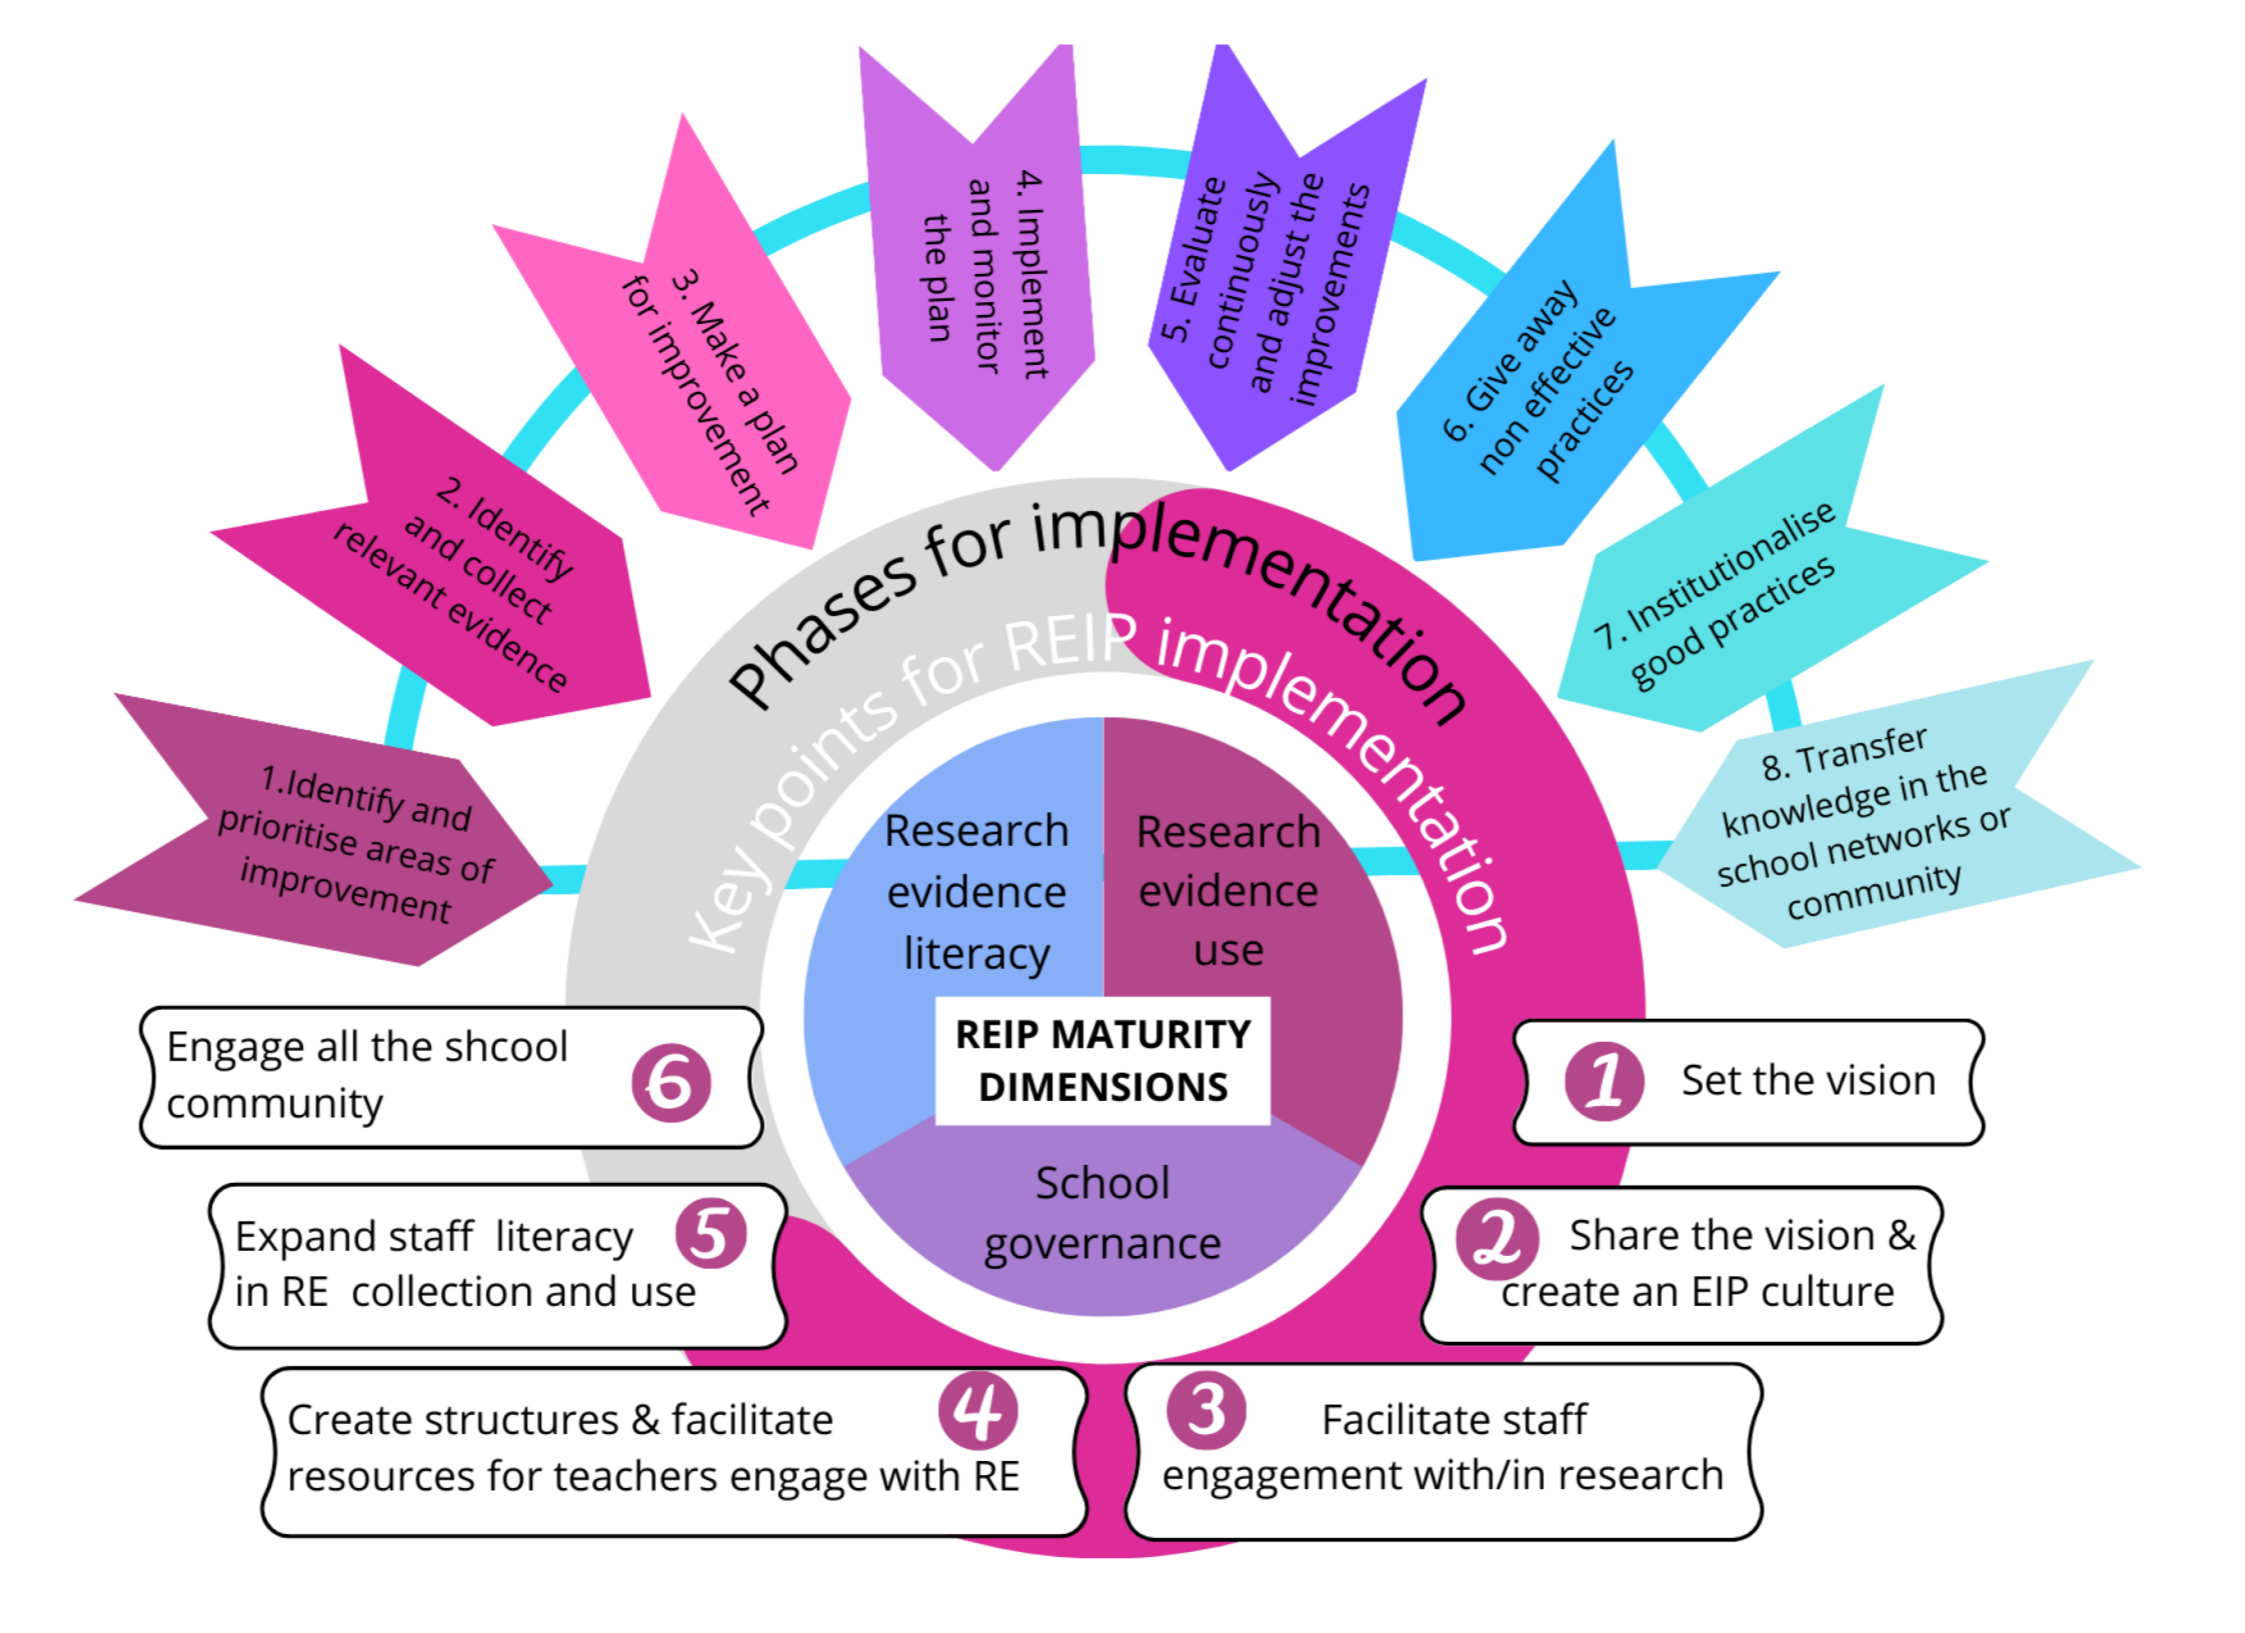 1.Identify and
prioritise areas of
improvement
2. Identify
and collect
relevant evidence
3. Make a plan
for improvement
4. Implement
and monitor
the plan
5. Evaluate
continuously
and adjust the
improvements
6. Give away
non effective
practices
7. Institutionalise
good practices
8. Transfer
knowledge in the
school networks or
community
Phases for implementation
Key points for REIP implementation
Research
evidence
literacy
Research
evidence
use
REIP MATURITY
DIMENSIONS
School
governance
1 Set the vision
2 Share the vision &
create an EIP culture
3 Facilitate staff
engagement with/in research
4
Create structures & facilitate
resources for teachers engage with RE
5
Expand staff literacy
in RE collection and use
6
Engage all the shcool
community